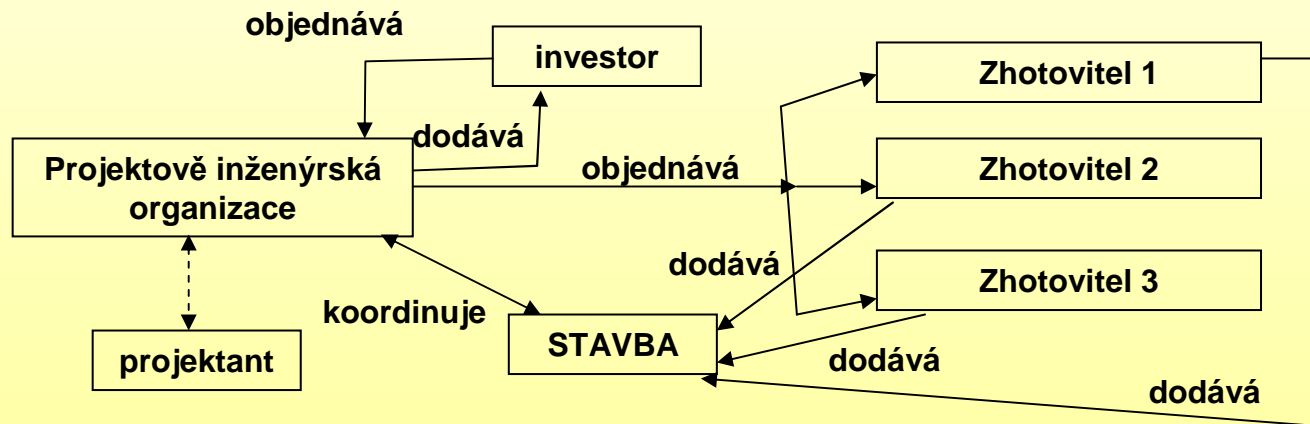 objednává
investor
Zhotovitel 1
dodává
Projektově inženýrská
organizace
objednává
Zhotovitel 2
dodává
Zhotovitel 3
koordinuje
STAVBA
projektant
dodává
dodává